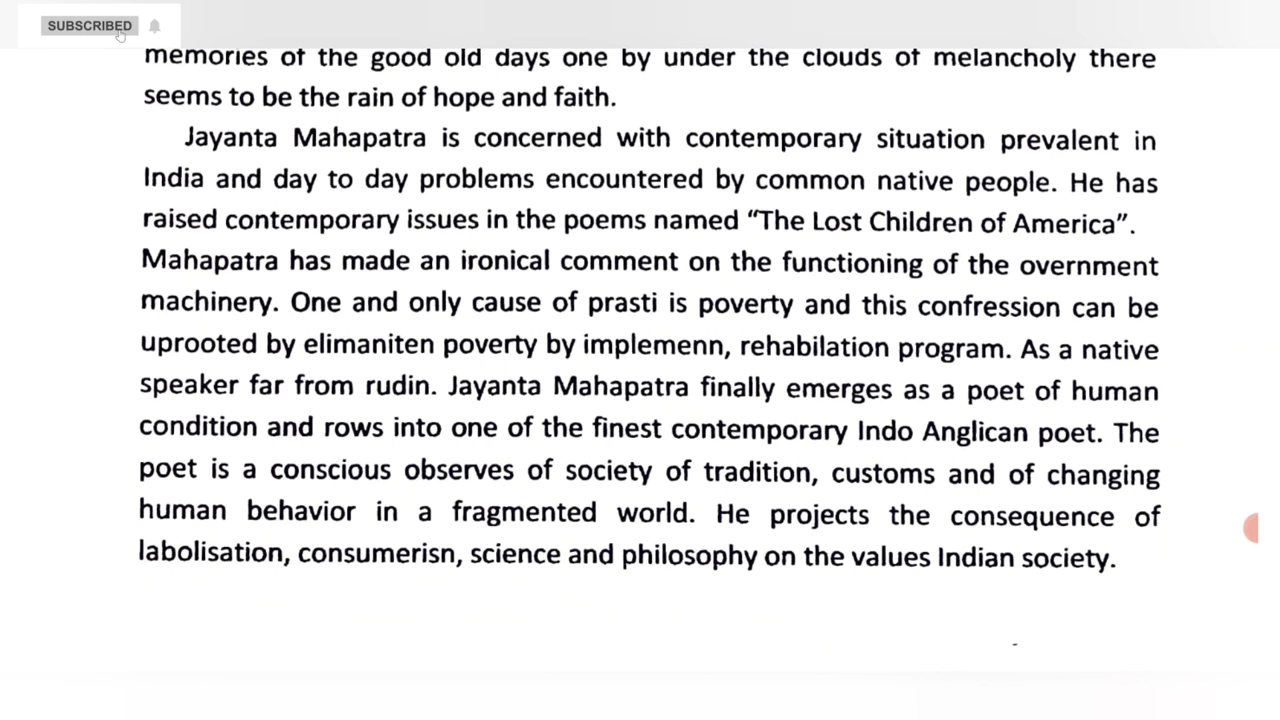 SUBSCRIBED
memories of the good old days one by under the clouds of melancholy there
seems to be the rain of hope and faith.
Jayanta Mahapatra is concerned with contemporary situation prevalent in
India and day to day problems encountered by common native people. He has
raised contemporary issues in the poems named “The Lost Children of America”.
Mahapatra has made an ironical comment on the functioning of the overnment
machinery. One and only cause of prasti is poverty and this confression can be
uprooted by elimaniten poverty by implemenn, rehabilation program. As a native
speaker far from rudin. Jayanta Mahapatra finally emerges as a poet of human
condition and rows into one of the finest contemporary Indo Anglican poet. The
poet is a conscious observes of society of tradition, customs and of changing
human behavior in a fragmented world. He projects the consequence of
labolisation, consumerisn, science and philosophy on the values Indian society.